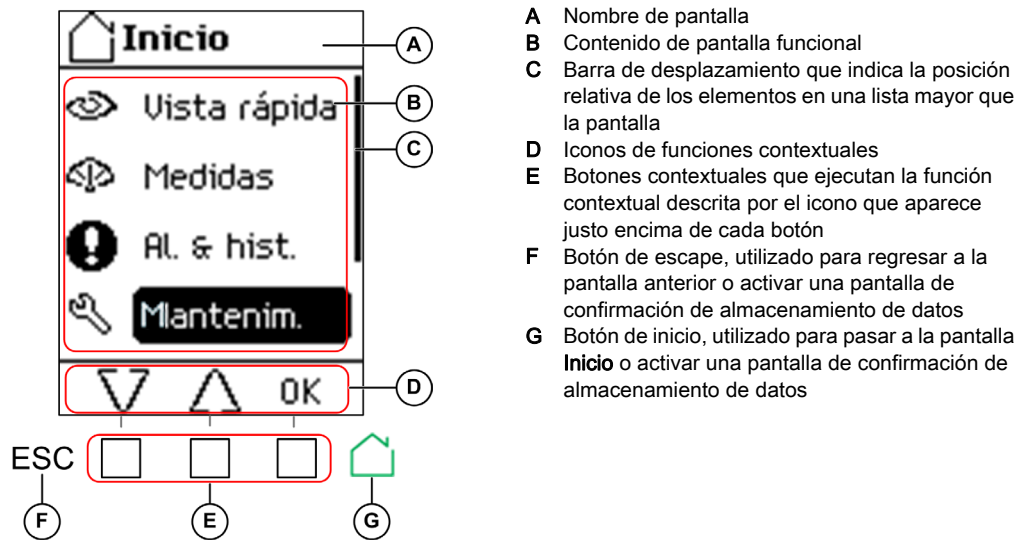 Inicio
A
Vista rápida
B
C
Medidas
Al. & hist.
Mlantenim.
OK
D
ESC
F
E
G
A Nombre de pantalla
B Contenido de pantalla funcional
C Barra de desplazamiento que indica la posición
relativa de los elementos en una lista mayor que
la pantalla
D Iconos de funciones contextuales
E Botones contextuales que ejecutan la función
contextual descrita por el icono que aparece
justo encima de cada botón
F Botón de escape, utilizado para regresar a la
pantalla anterior o activar una pantalla de
confirmación de almacenamiento de datos
G Botón de inicio, utilizado para pasar a la pantalla
Inicio o activar una pantalla de confirmación de
almacenamiento de datos